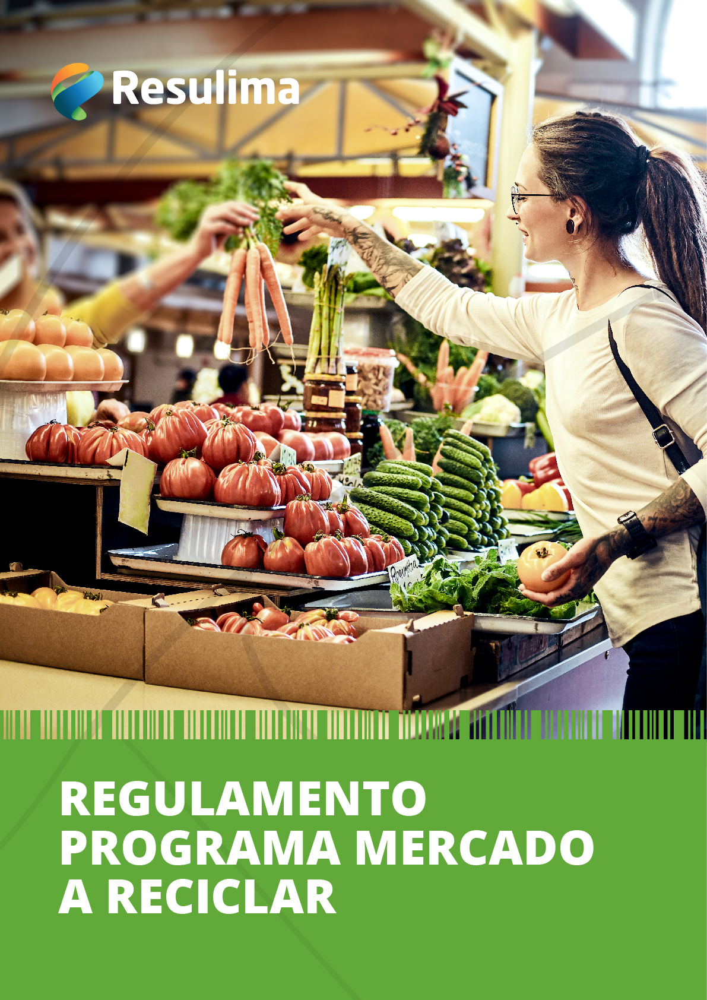 Resulima
REGULAMENTO
PROGRAMA MERCADO
A RECICLAR